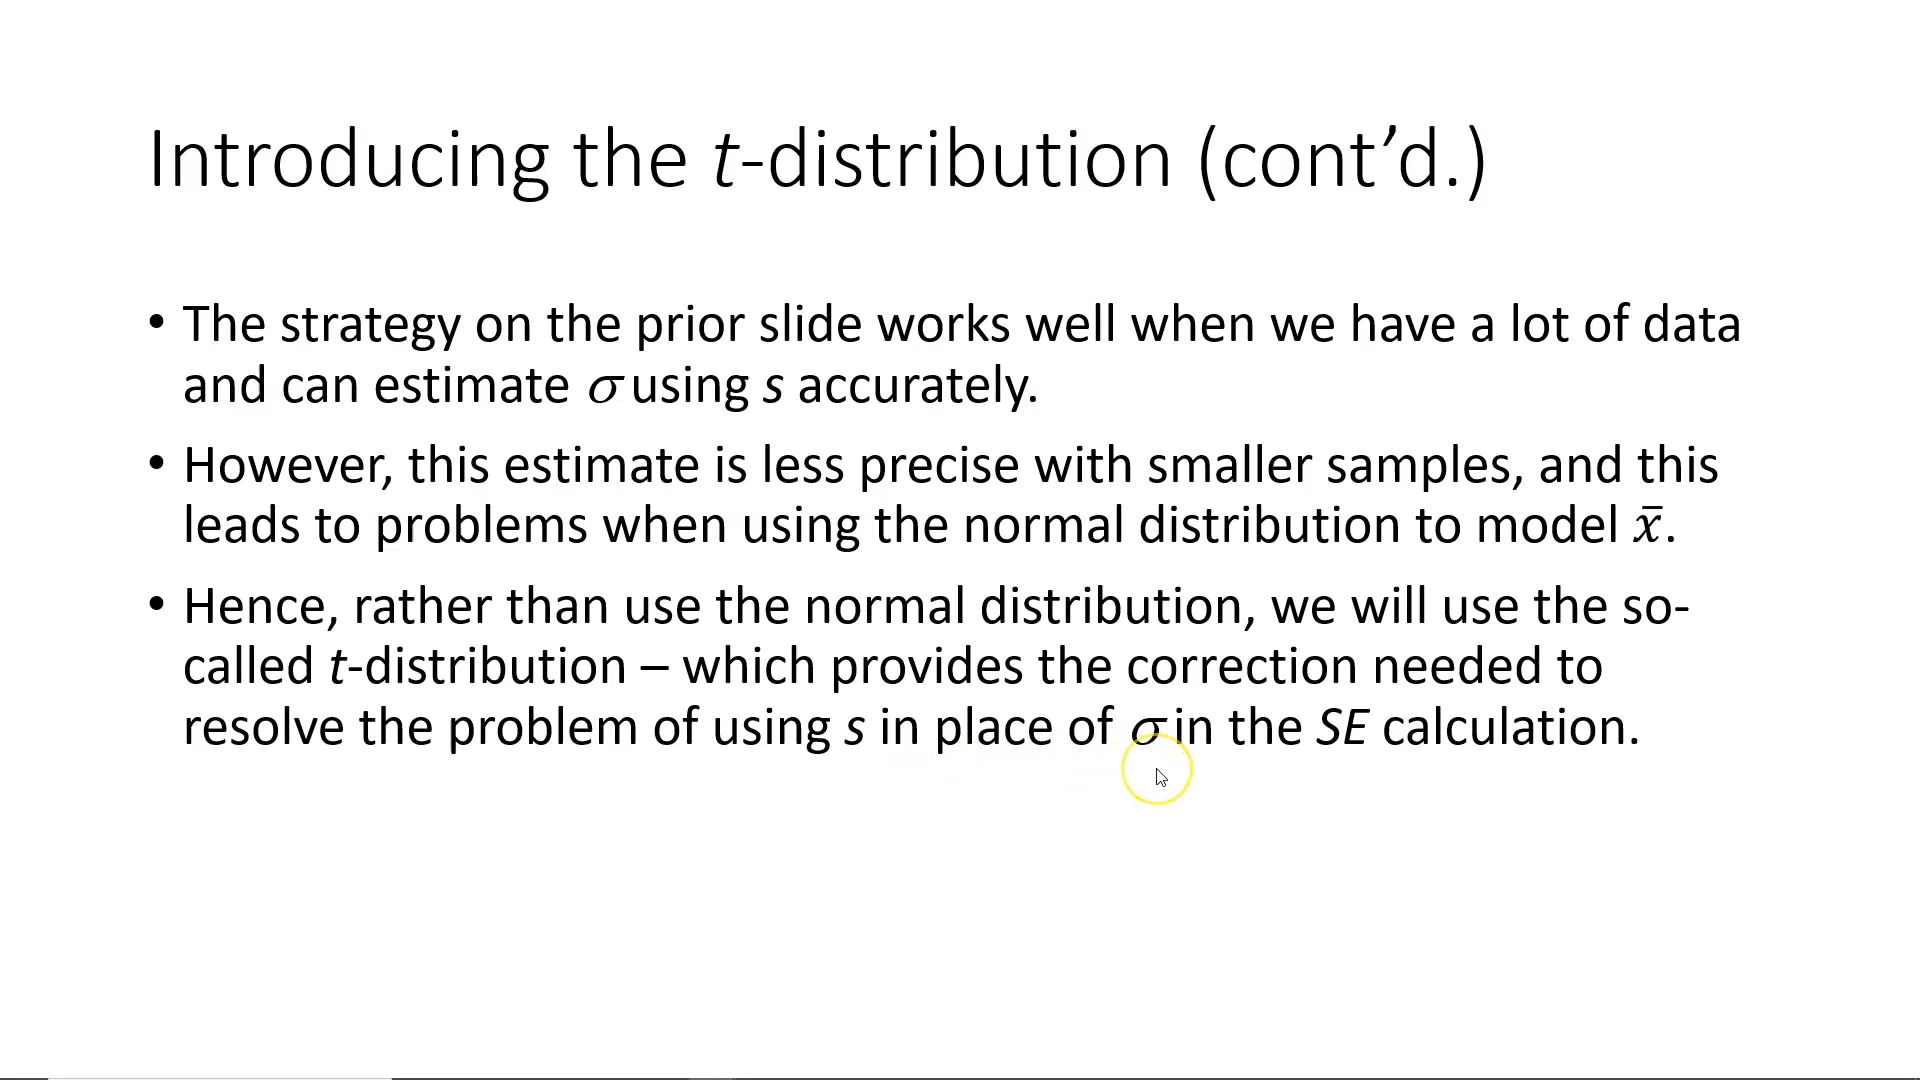 Introducing the t-distribution (cont’d.)
• The strategy on the prior slide works well when we have a lot of data
and can estimate σ using s accurately.
• However, this estimate is less precise with smaller samples, and this
leads to problems when using the normal distribution to model x̄.
• Hence, rather than use the normal distribution, we will use the so-
called t-distribution – which provides the correction needed to
resolve the problem of using s in place of σ in the SE calculation.